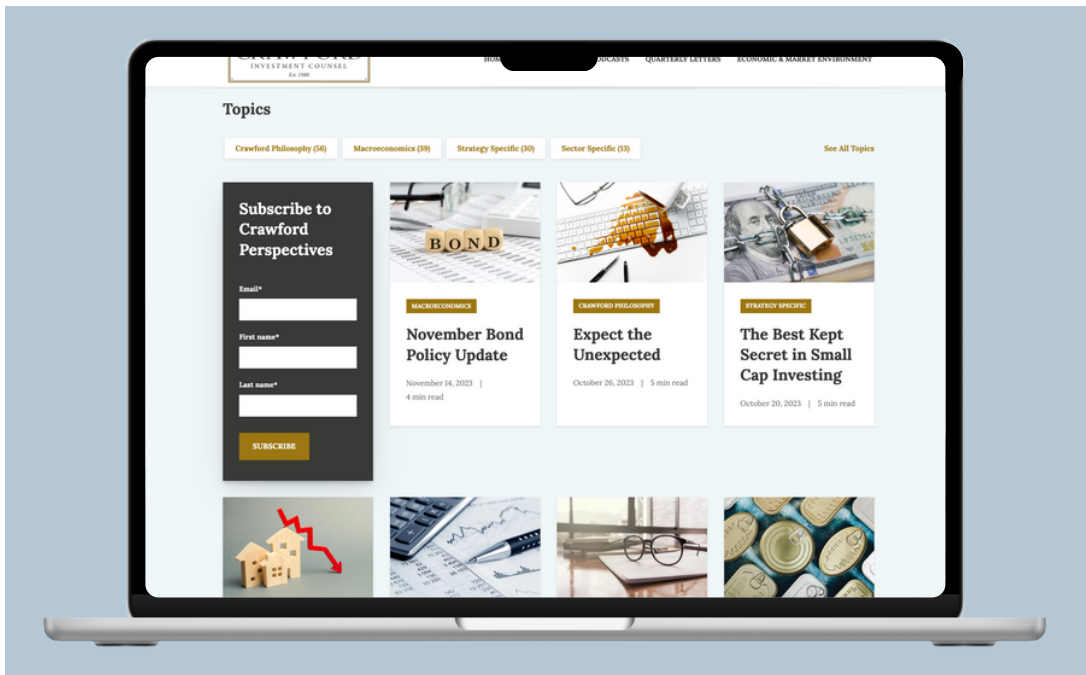 INVESTMENT COUNSEL
Est. 1980
QUARTERLY LETTERS
ECONOMIC & MARKET ENVIRONMENT
Topics
Crawford Philosophy (56)
Macroeconomics (39)
Strategy Specific (30)
Sector Specific (13)
See All Topics
Subscribe to
Crawford
Perspectives
Email*
First name*
Last name*
SUBSCRIBE
BOND
MACROECONOMICS
November Bond
Policy Update
November 14, 2023 |
4 min read
CRAWFORD PHILOSOPHY
Expect the
Unexpected
October 26, 2023 | 5 min read
STRATEGY SPECIFIC
The Best Kept
Secret in Small
Cap Investing
October 20, 2023 | 5 min read